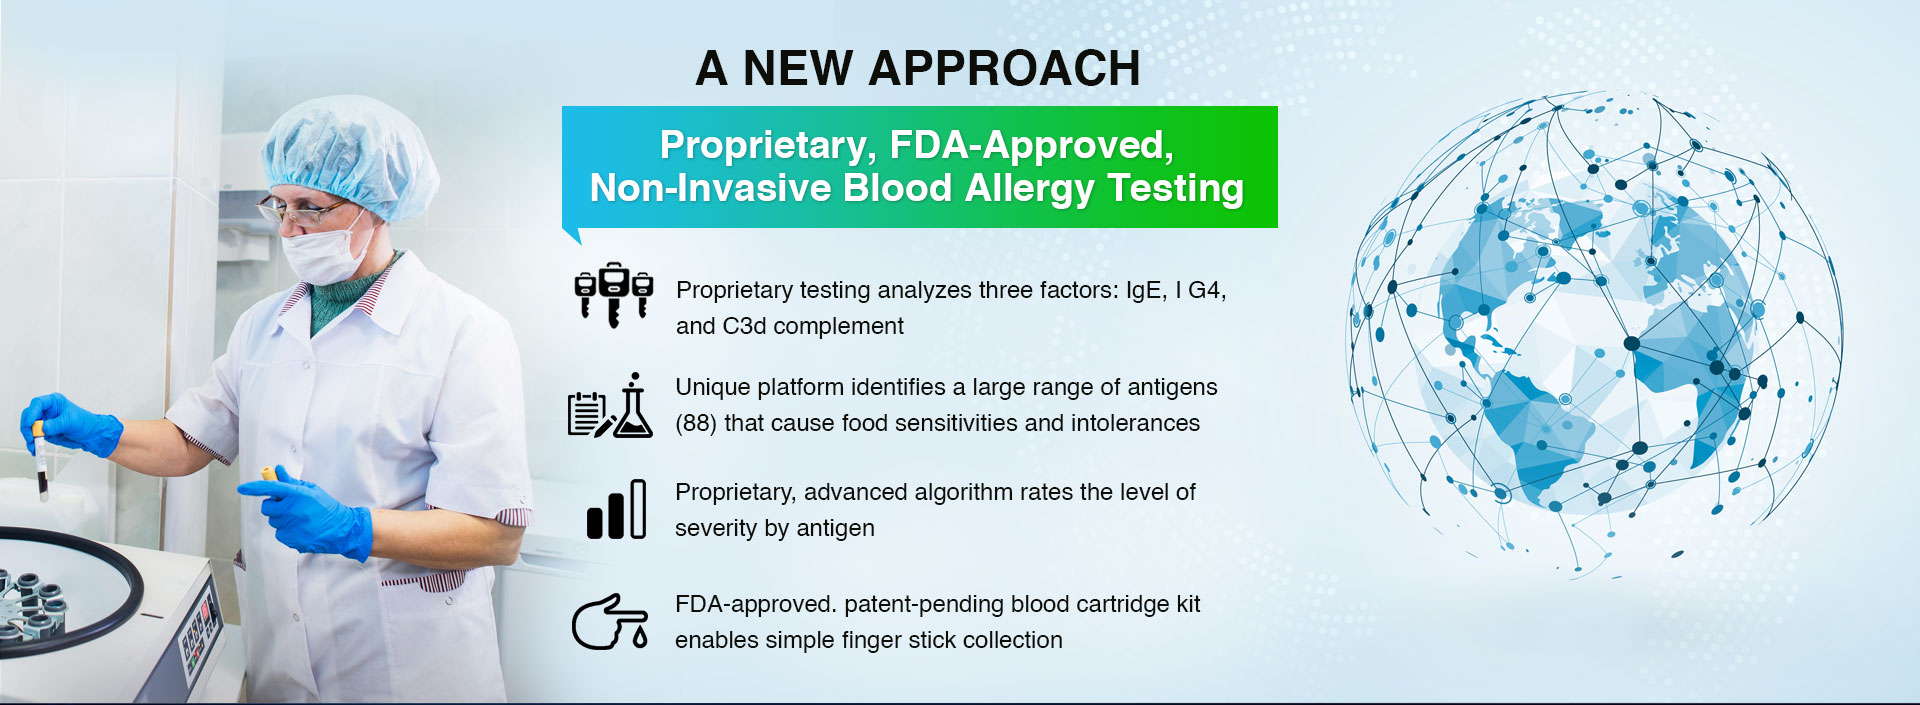 A NEW APPROACH
Proprietary, FDA-Approved,
Non-Invasive Blood Allergy Testing
Proprietary testing analyzes three factors: IgE, I G4,
and C3d complement
Unique platform identifies a large range of antigens
(88) that cause food sensitivities and intolerances
Proprietary, advanced algorithm rates the level of
severity by antigen
FDA-approved. patent-pending blood cartridge kit
enables simple finger stick collection